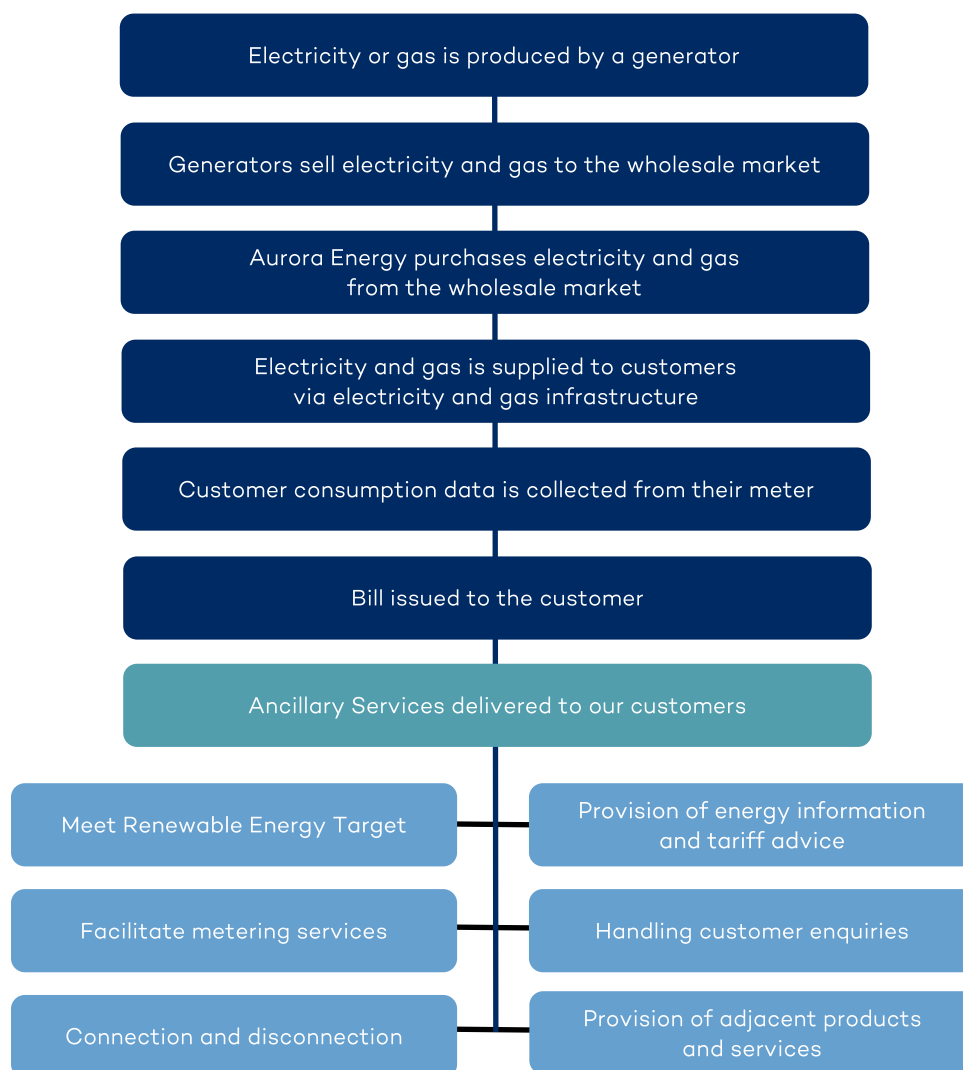 Electricity or gas is produced by a generator
Generators sell electricity and gas to the wholesale market
Aurora Energy purchases electricity and gas
from the wholesale market
Electricity and gas is supplied to customers
via electricity and gas infrastructure
Customer consumption data is collected from their meter
Bill issued to the customer
Ancillary Services delivered to our customers
Meet Renewable Energy Target
Provision of energy information
and tariff advice
Facilitate metering services
Handling customer enquiries
Connection and disconnection
Provision of adjacent products
and services